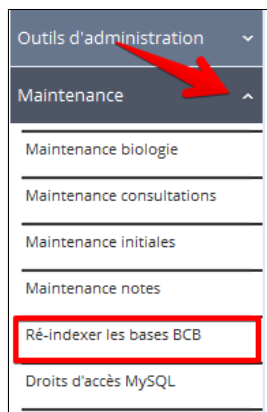 Outils d'administration
Maintenance
Maintenance biologie
Maintenance consultations
Maintenance initiales
Maintenance notes
Ré-indexer les bases BCB
Droits d'accès MySQL